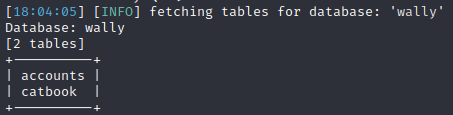 [18:04:05] [INFO] fetching tables for database: 'wally'
Database: wally
[2 tables]
+----------+
| accounts |
| catbook  |
+----------+